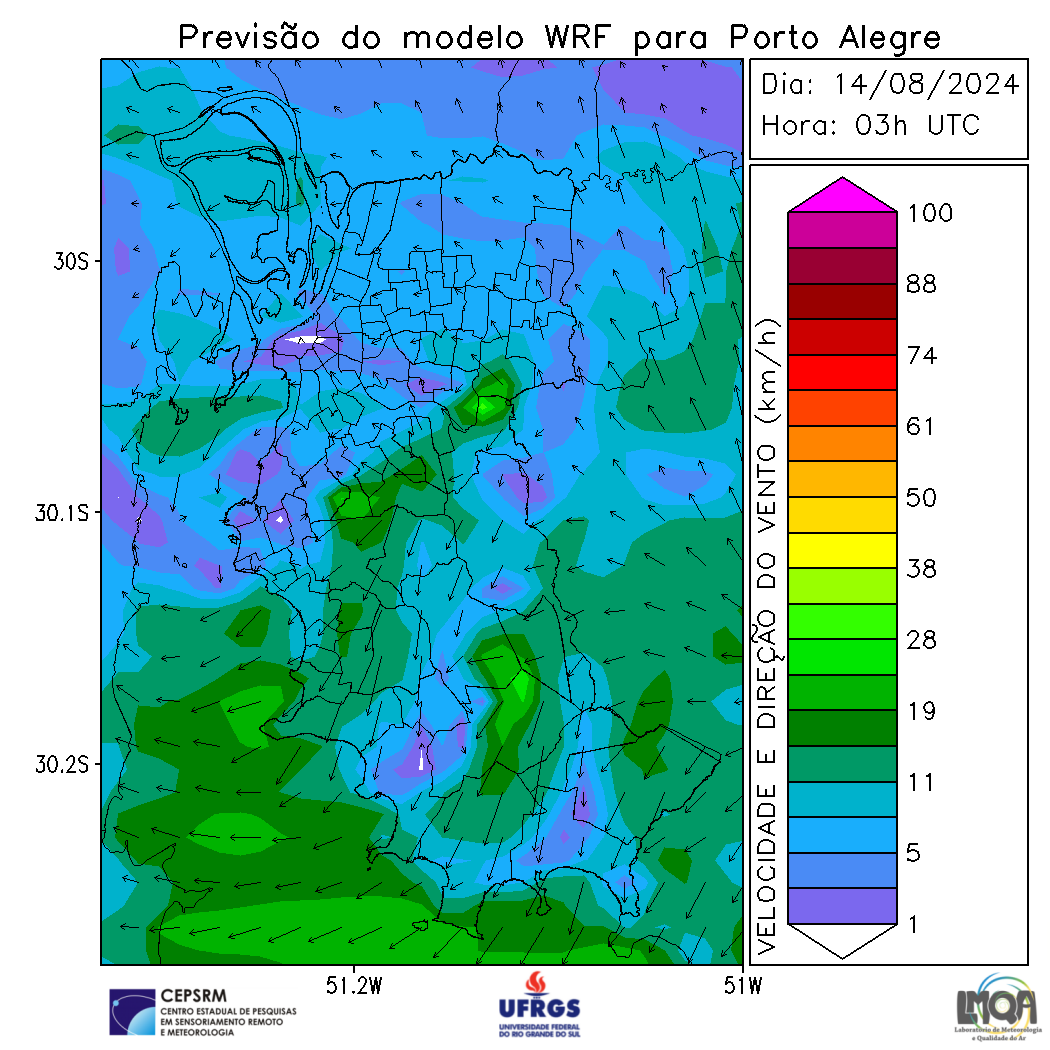 Previsão do modelo WRF para Porto Alegre
Dia: 14/08/2024
Hora: 03h UTC
30S
30.1S
30.2S
51.2W
51W
VELOCIDADE E DIREÇÃO DO VENTO (km/h)
100
88
74
61
50
38
28
19
11
5
1
CEPSRM
CENTRO ESTADUAL DE PESQUISAS
EM SENSORIAMENTO REMOTO
E METEOROLOGIA
UFRGS
UNIVERSIDADE FEDERAL
DO RIO GRANDE DO SUL
LMQA
Laboratório de Meteorologia
e Qualidade do Ar